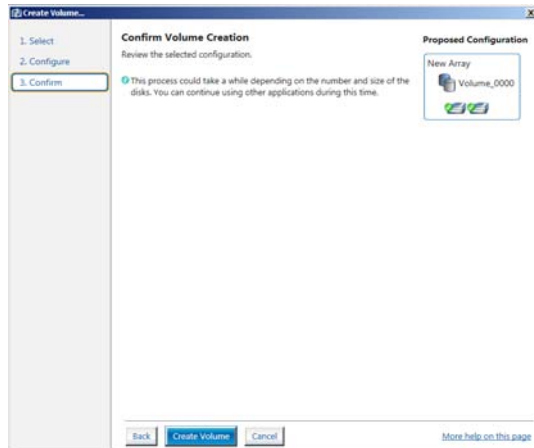 Create Volume...
X
1. Select
2. Configure
3. Confirm
Confirm Volume Creation
Review the selected configuration.
This process could take a while depending on the number and size of the
disks. You can continue using other applications during this time.
Proposed Configuration
New Array
Volume_0000
Back
Create Volume
Cancel
More help on this page